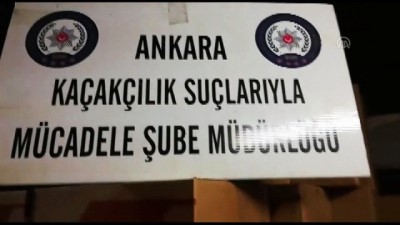 ANKARA
KAÇAKÇILIK SUÇLARIYLA
MÜCADELE ŞUBE MÜDÜRLÜĞÜ